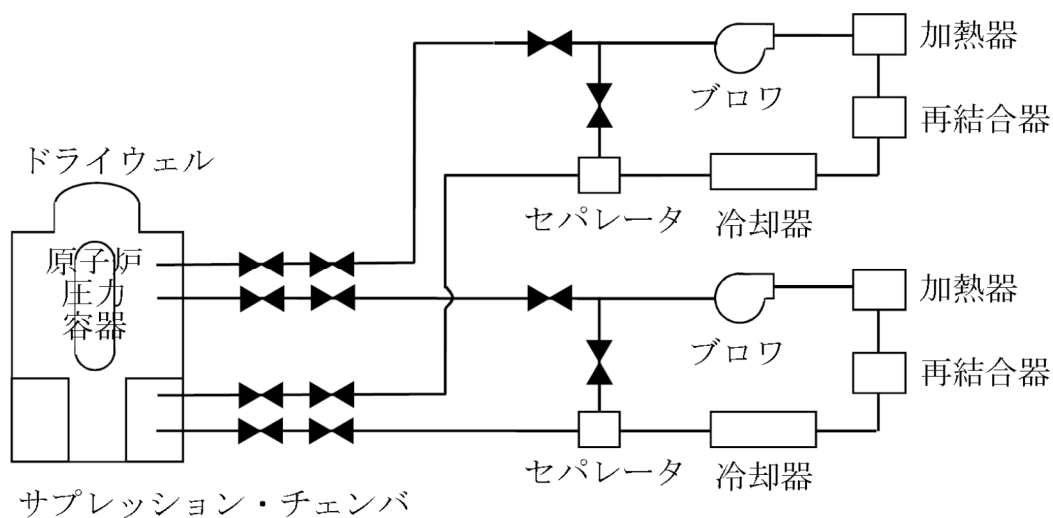 加熱器
ブロワ
再結合器
ドライウェル
セパレータ
冷却器
原子炉
圧力
容器
加熱器
ブロワ
再結合器
セパレータ
冷却器
サプレッション・チェンバ